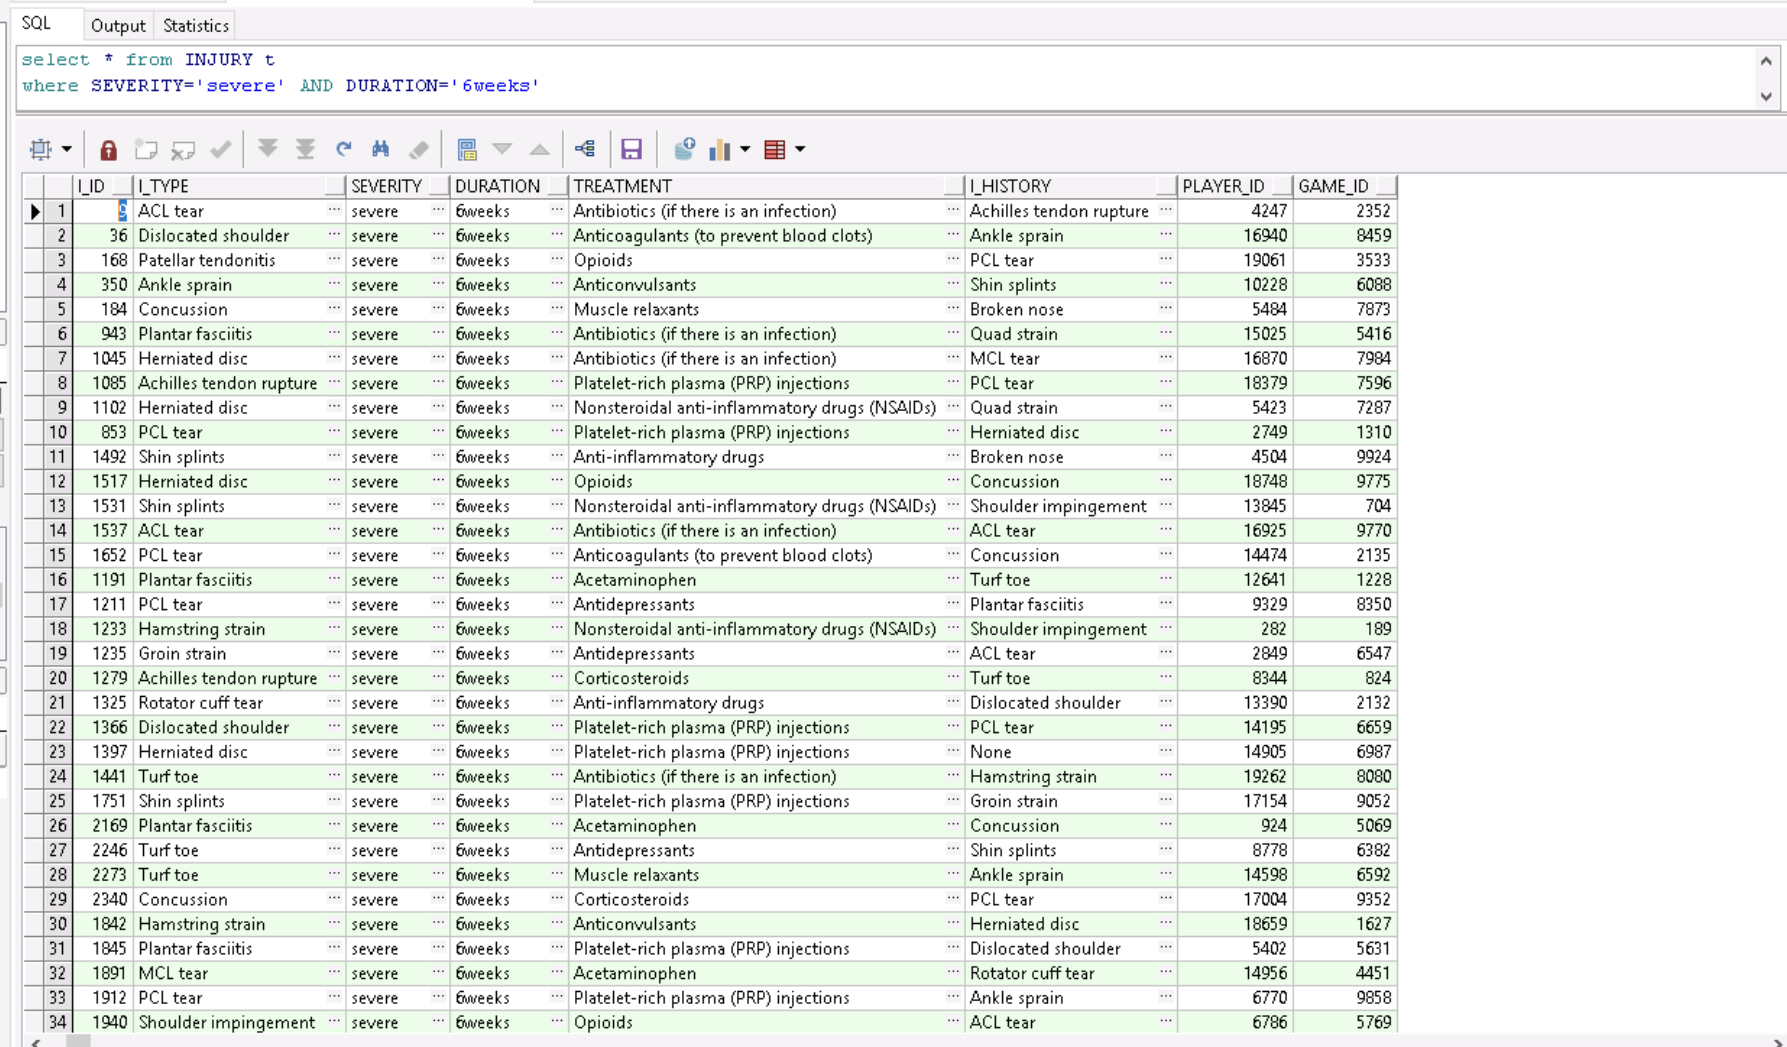 SQL Output Statistics
select * from INJURY t
where SEVERITY='severe' AND DURATION='6weeks'
I_ID I_TYPE SEVERITY DURATION TREATMENT I_HISTORY PLAYER_ID GAME_ID
1 9 ACL tear ... severe ... 6weeks ... Antibiotics (if there is an infection) ... Achilles tendon rupture ... 4247 2352
2 36 Dislocated shoulder ... severe ... 6weeks ... Anticoagulants (to prevent blood clots) ... Ankle sprain ... 16940 8459
3 168 Patellar tendonitis ... severe ... 6weeks ... Opioids ... PCL tear ... 19061 3533
4 350 Ankle sprain ... severe ... 6weeks ... Anticonvulsants ... Shin splints ... 10228 6088
5 184 Concussion ... severe ... 6weeks ... Muscle relaxants ... Broken nose ... 5484 7873
6 943 Plantar fasciitis ... severe ... 6weeks ... Antibiotics (if there is an infection) ... Quad strain ... 15025 5416
7 1045 Herniated disc ... severe ... 6weeks ... Antibiotics (if there is an infection) ... MCL tear ... 16870 7984
8 1085 Achilles tendon rupture ... severe ... 6weeks ... Platelet-rich plasma (PRP) injections ... PCL tear ... 18379 7596
9 1102 Herniated disc ... severe ... 6weeks ... Nonsteroidal anti-inflammatory drugs (NSAIDs) ... Quad strain ... 5423 7287
10 853 PCL tear ... severe ... 6weeks ... Platelet-rich plasma (PRP) injections ... Herniated disc ... 2749 1310
11 1492 Shin splints ... severe ... 6weeks ... Anti-inflammatory drugs ... Broken nose ... 4504 9924
12 1517 Herniated disc ... severe ... 6weeks ... Opioids ... Concussion ... 18748 9775
13 1531 Shin splints ... severe ... 6weeks ... Nonsteroidal anti-inflammatory drugs (NSAIDs) ... Shoulder impingement ... 13845 704
14 1537 ACL tear ... severe ... 6weeks ... Antibiotics (if there is an infection) ... ACL tear ... 16925 9770
15 1652 PCL tear ... severe ... 6weeks ... Anticoagulants (to prevent blood clots) ... Concussion ... 14474 2135
16 1191 Plantar fasciitis ... severe ... 6weeks ... Acetaminophen ... Turf toe ... 12641 1228
17 1211 PCL tear ... severe ... 6weeks ... Antidepressants ... Plantar fasciitis ... 9329 8350
18 1233 Hamstring strain ... severe ... 6weeks ... Nonsteroidal anti-inflammatory drugs (NSAIDs) ... Shoulder impingement ... 282 189
19 1235 Groin strain ... severe ... 6weeks ... Antidepressants ... ACL tear ... 2849 6547
20 1279 Achilles tendon rupture ... severe ... 6weeks ... Corticosteroids ... Turf toe ... 8344 824
21 1325 Rotator cuff tear ... severe ... 6weeks ... Anti-inflammatory drugs ... Dislocated shoulder ... 13390 2132
22 1366 Dislocated shoulder ... severe ... 6weeks ... Platelet-rich plasma (PRP) injections ... PCL tear ... 14195 6659
23 1397 Herniated disc ... severe ... 6weeks ... Platelet-rich plasma (PRP) injections ... None ... 14905 6987
24 1441 Turf toe ... severe ... 6weeks ... Antibiotics (if there is an infection) ... Hamstring strain ... 19262 8080
25 1751 Shin splints ... severe ... 6weeks ... Platelet-rich plasma (PRP) injections ... Groin strain ... 17154 9052
26 2169 Plantar fasciitis ... severe ... 6weeks ... Acetaminophen ... Concussion ... 924 5069
27 2246 Turf toe ... severe ... 6weeks ... Antidepressants ... Shin splints ... 8778 6382
28 2273 Turf toe ... severe ... 6weeks ... Muscle relaxants ... Ankle sprain ... 14598 6592
29 2340 Concussion ... severe ... 6weeks ... Corticosteroids ... PCL tear ... 17004 9352
30 1842 Hamstring strain ... severe ... 6weeks ... Anticonvulsants ... Herniated disc ... 18659 1627
31 1845 Plantar fasciitis ... severe ... 6weeks ... Platelet-rich plasma (PRP) injections ... Dislocated shoulder ... 5402 5631
32 1891 MCL tear ... severe ... 6weeks ... Acetaminophen ... Rotator cuff tear ... 14956 4451
33 1912 PCL tear ... severe ... 6weeks ... Platelet-rich plasma (PRP) injections ... Ankle sprain ... 6770 9858
34 1940 Shoulder impingement ... severe ... 6weeks ... Opioids ... ACL tear ... 6786 5769